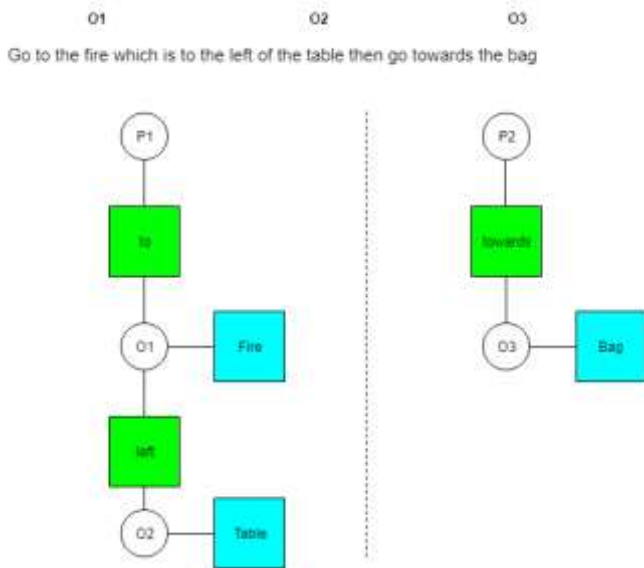 O1 O2 O3
Go to the fire which is to the left of the table then go towards the bag
P1 P2
to towards
O1 Fire O3 Bag
left
O2 Table